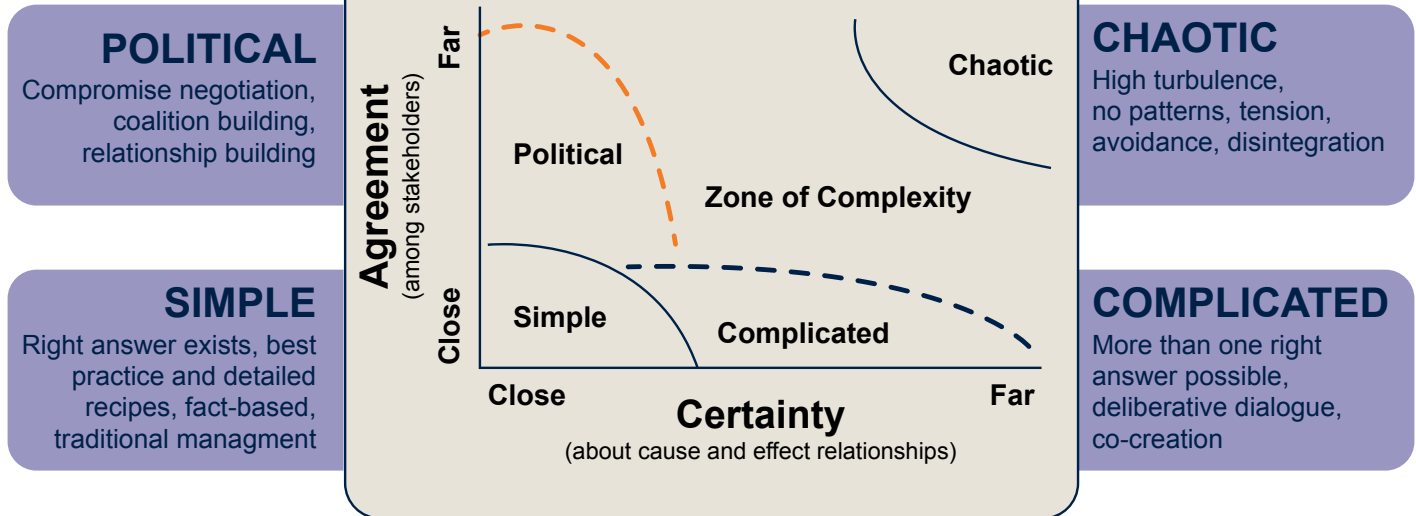 POLITICAL
Compromise negotiation,
coalition building,
relationship building
SIMPLE
Right answer exists, best
practice and detailed
recipes, fact-based,
traditional managment
Agreement
(among stakeholders)
Far
Close
Chaotic
Political
Zone of Complexity
Simple
Complicated
Close
Far
Certainty
(about cause and effect relationships)
CHAOTIC
High turbulence,
no patterns, tension,
avoidance, disintegration
COMPLICATED
More than one right
answer possible,
deliberative dialogue,
co-creation